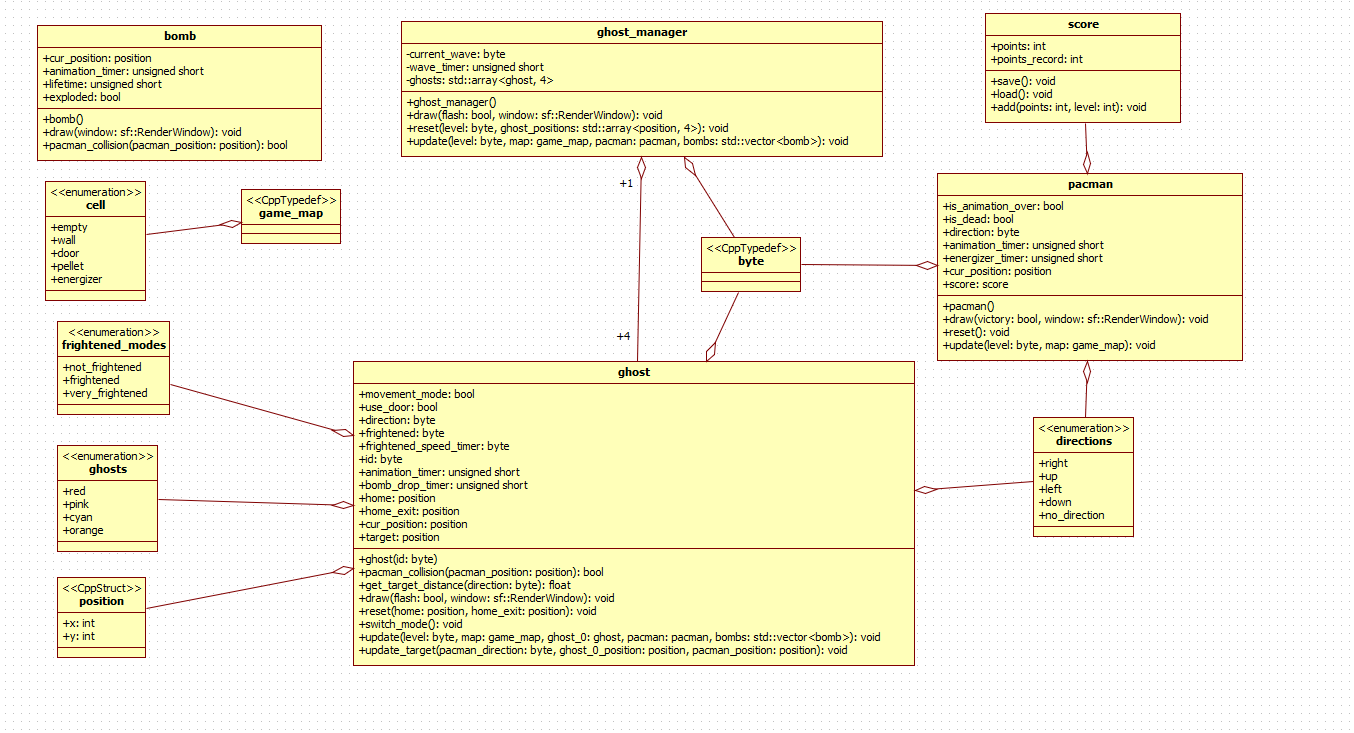 bomb
+cur_position: position
+animation_timer: unsigned short
+lifetime: unsigned short
+exploded: bool
+bomb()
+draw(window: sf::RenderWindow): void
+pacman_collision(pacman_position: position): bool
ghost_manager
-current_wave: byte
-wave_timer: unsigned short
-ghosts: std::array<ghost, 4>
+ghost_manager()
+draw(flash: bool, window: sf::RenderWindow): void
+reset(level: byte, ghost_positions: std::array<position, 4>): void
+update(level: byte, map: game_map, pacman: pacman, bombs: std::vector<bomb>): void
score
+points: int
+points_record: int
+save(): void
+load(): void
+add(points: int, level: int): void
<<enumeration>>
cell
+empty
+wall
+door
+pellet
+energizer
<<CppTypedef>>
game_map
+1
+4
<<CppTypedef>>
byte
pacman
+is_animation_over: bool
+is_dead: bool
+direction: byte
+animation_timer: unsigned short
+energizer_timer: unsigned short
+cur_position: position
+score: score
+pacman()
+draw(victory: bool, window: sf::RenderWindow): void
+reset(): void
+update(level: byte, map: game_map): void
<<enumeration>>
frightened_modes
+not_frightened
+frightened
+very_frightened
<<enumeration>>
ghosts
+red
+pink
+cyan
+orange
<<CppStruct>>
position
+x: int
+y: int
ghost
+movement_mode: bool
+use_door: bool
+direction: byte
+frightened: byte
+frightened_speed_timer: byte
+id: byte
+animation_timer: unsigned short
+bomb_drop_timer: unsigned short
+home: position
+home_exit: position
+cur_position: position
+target: position
+ghost(id: byte)
+pacman_collision(pacman_position: position): bool
+get_target_distance(direction: byte): float
+draw(flash: bool, window: sf::RenderWindow): void
+reset(home: position, home_exit: position): void
+switch_mode(): void
+update(level: byte, map: game_map, ghost_0: ghost, pacman: pacman, bombs: std::vector<bomb>): void
+update_target(pacman_direction: byte, ghost_0_position: position, pacman_position: position): void
<<enumeration>>
directions
+right
+up
+left
+down
+no_direction